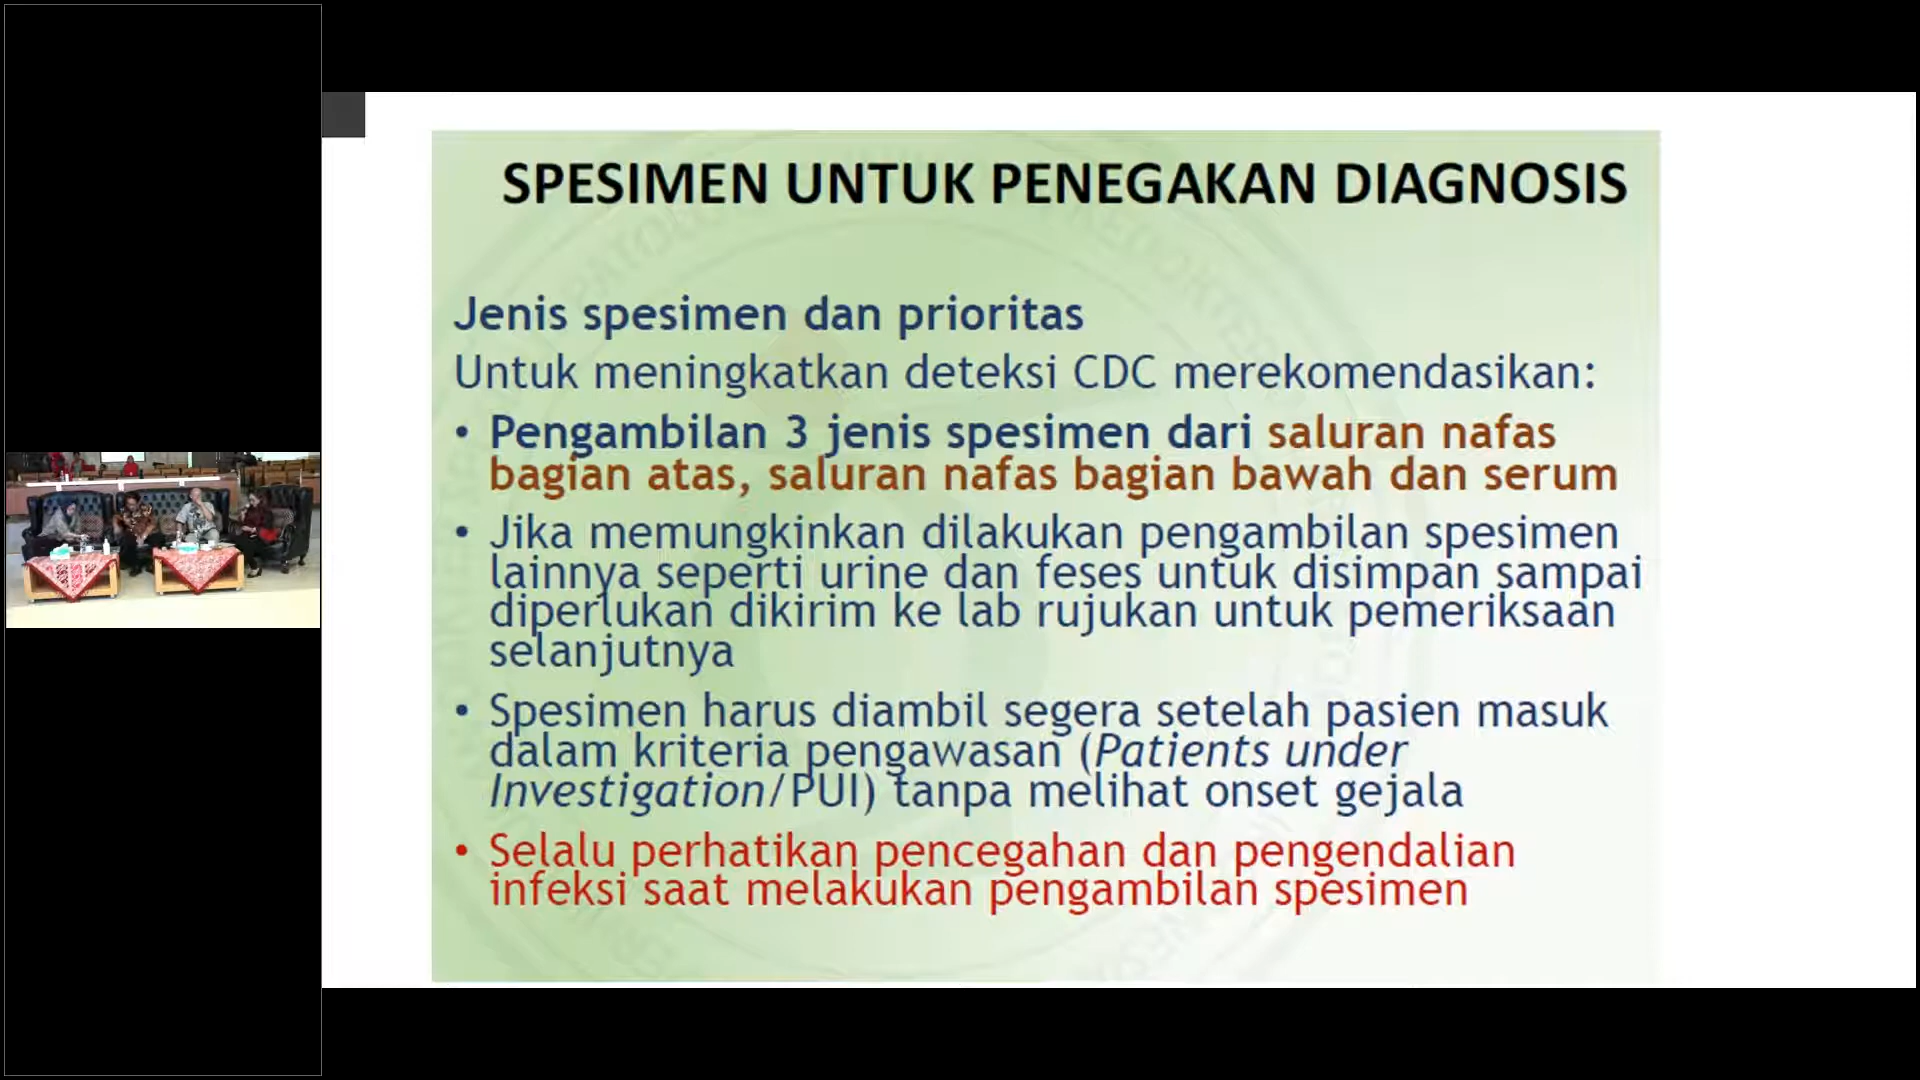 SPESIMEN UNTUK PENEGAKAN DIAGNOSIS
Jenis spesimen dan prioritas
Untuk meningkatkan deteksi CDC merekomendasikan:
• Pengambilan 3 jenis spesimen dari saluran nafas
bagian atas, saluran nafas bagian bawah dan serum
• Jika memungkinkan dilakukan pengambilan spesimen
lainnya seperti urine dan feses untuk disimpan sampai
diperlukan dikirim ke lab rujukan untuk pemeriksaan
selanjutnya
• Spesimen harus diambil segera setelah pasien masuk
dalam kriteria pengawasan (Patients under
Investigation/PUI) tanpa melihat onset gejala
• Selalu perhatikan pencegahan dan pengendalian
infeksi saat melakukan pengambilan spesimen